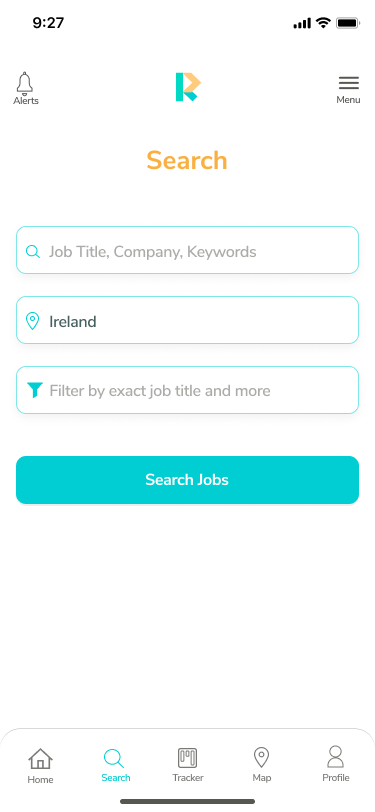 9:27
Alerts
Menu
Search
Job Title, Company, Keywords
Ireland
Filter by exact job title and more
Search Jobs
Home
Search
Tracker
Map
Profile